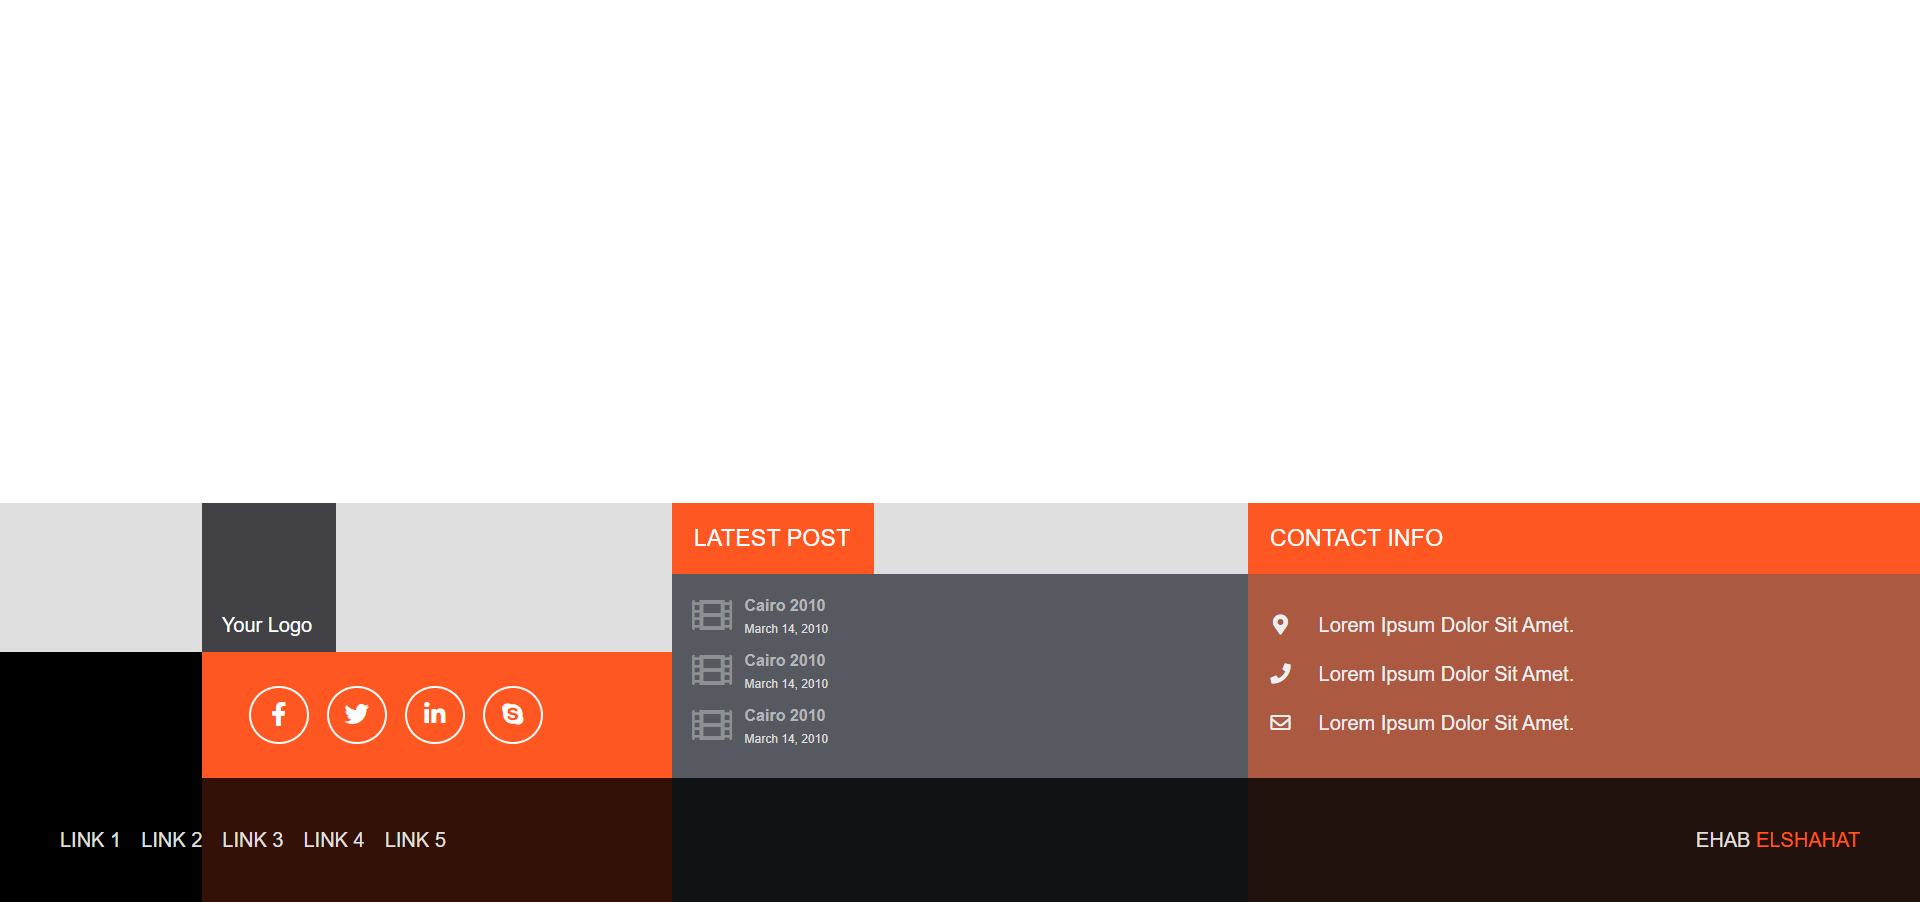 Your Logo
LATEST POST
Cairo 2010
March 14, 2010
Cairo 2010
March 14, 2010
Cairo 2010
March 14, 2010
CONTACT INFO
Lorem Ipsum Dolor Sit Amet.
Lorem Ipsum Dolor Sit Amet.
Lorem Ipsum Dolor Sit Amet.
LINK 1 LINK 2 LINK 3 LINK 4 LINK 5
EHAB ELSHAHAT